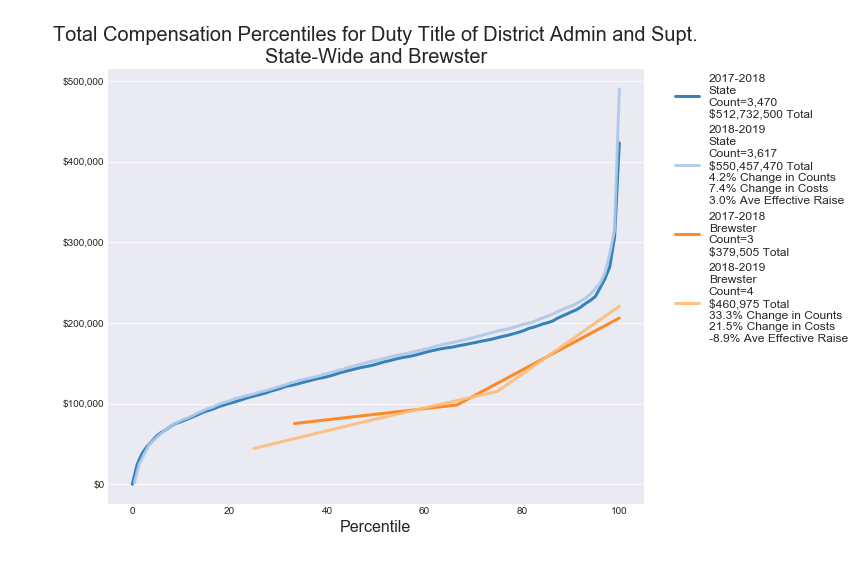 Total Compensation Percentiles for Duty Title of District Admin and Supt.
State-Wide and Brewster
$500,000
$400,000
$300,000
$200,000
$100,000
$0
0 20 40 60 80 100
Percentile
2017-2018
State
Count=3,470
$512,732,500 Total
2018-2019
State
Count=3,617
$550,457,470 Total
4.2% Change in Counts
7.4% Change in Costs
3.0% Ave Effective Raise
2017-2018
Brewster
Count=3
$379,505 Total
2018-2019
Brewster
Count=4
$460,975 Total
33.3% Change in Counts
21.5% Change in Costs
-8.9% Ave Effective Raise